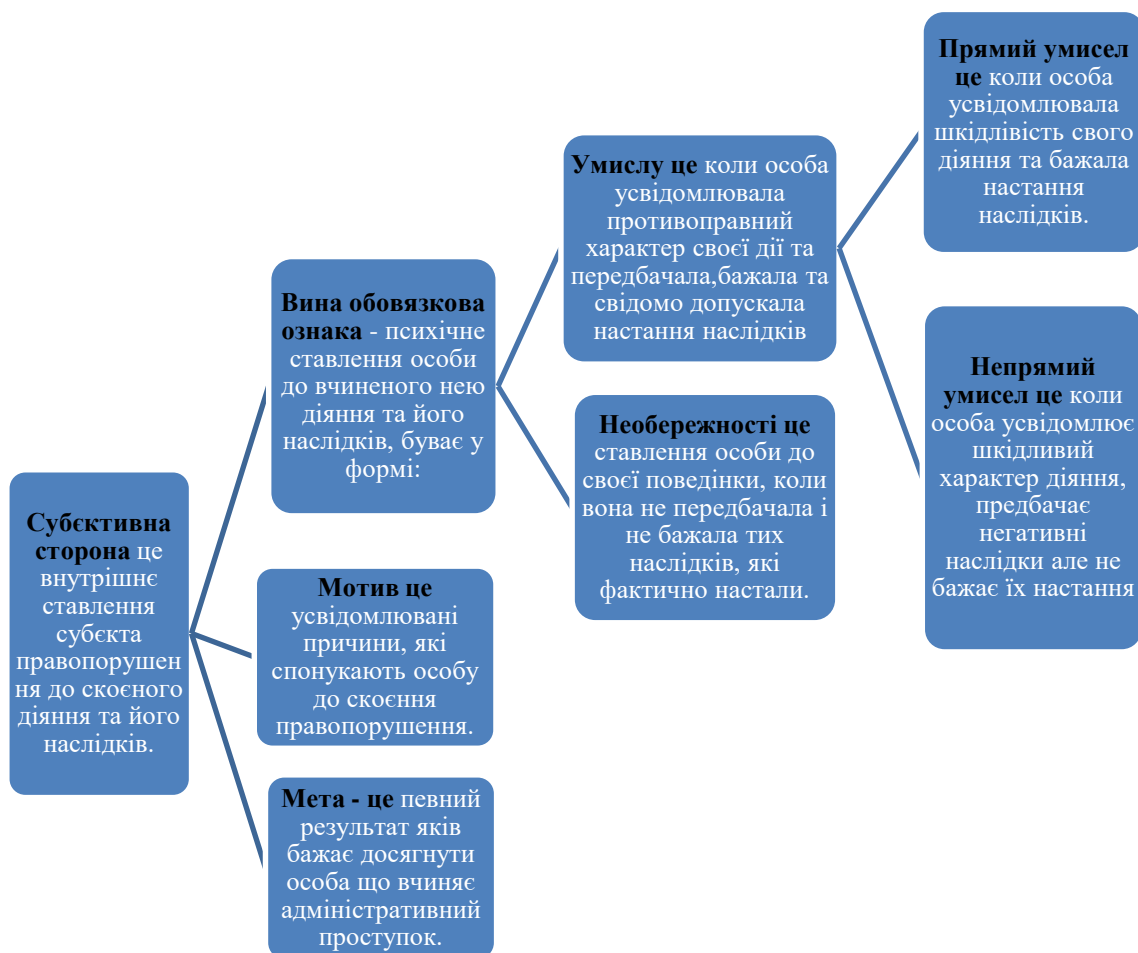 Субєктивна
сторона це
внутрішнє
ставлення
субєкта
правопорушен
ня до скоєного
діяння та його
наслідків.
Вина обовязкова
ознака - психічне
ставлення особи
до вчиненого нею
діяння та його
наслідків, буває у
формі:
Умислу це коли особа
усвідомлювала
противоправний
характер своєї дії та
передбачала,бажала та
свідомо допускала
настання наслідків
Прямий умисел
це коли особа
усвідомлювала
шкідлівість свого
діяння та бажала
настання
наслідків.
Непрямий
умисел це коли
особа усвідомлює
шкідливий
характер діяння,
предбачає
негативні
наслідки але не
бажає їх настання
Необережності це
ставлення особи до
своєї поведінки, коли
вона не передбачала і
не бажала тих
наслідків, які
фактично настали.
Мотив це
усвідомлювані
причини, які
спонукають особу
до скоєння
правопорушення.
Мета - це певний
результат яків
бажає досягнути
особа що вчиняє
адміністративний
проступок.